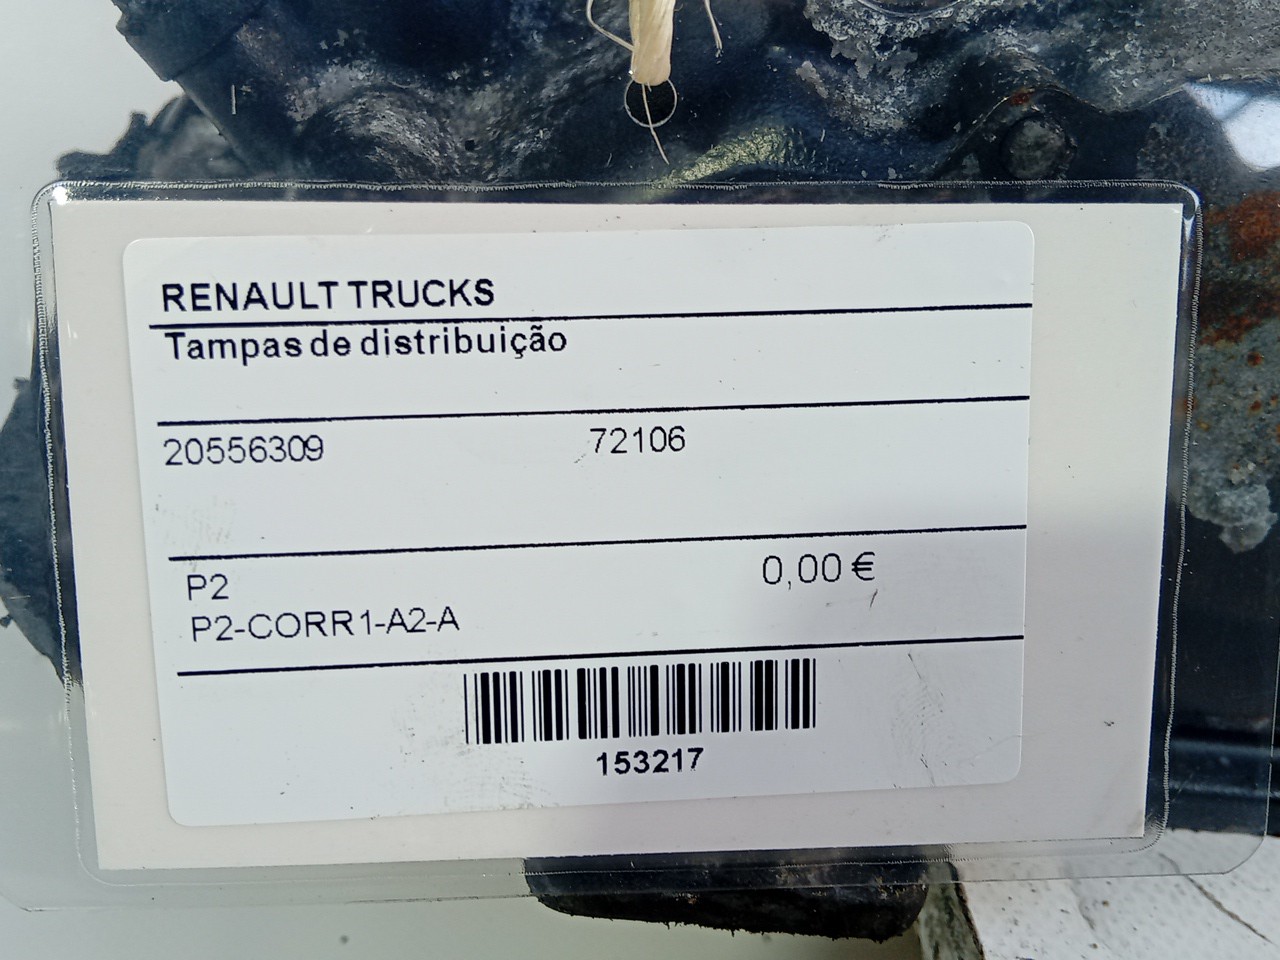 RENAULT TRUCKS
Tampas de distribuição
20556309 72106
P2 0,00 €
P2-CORR1-A2-A
153217